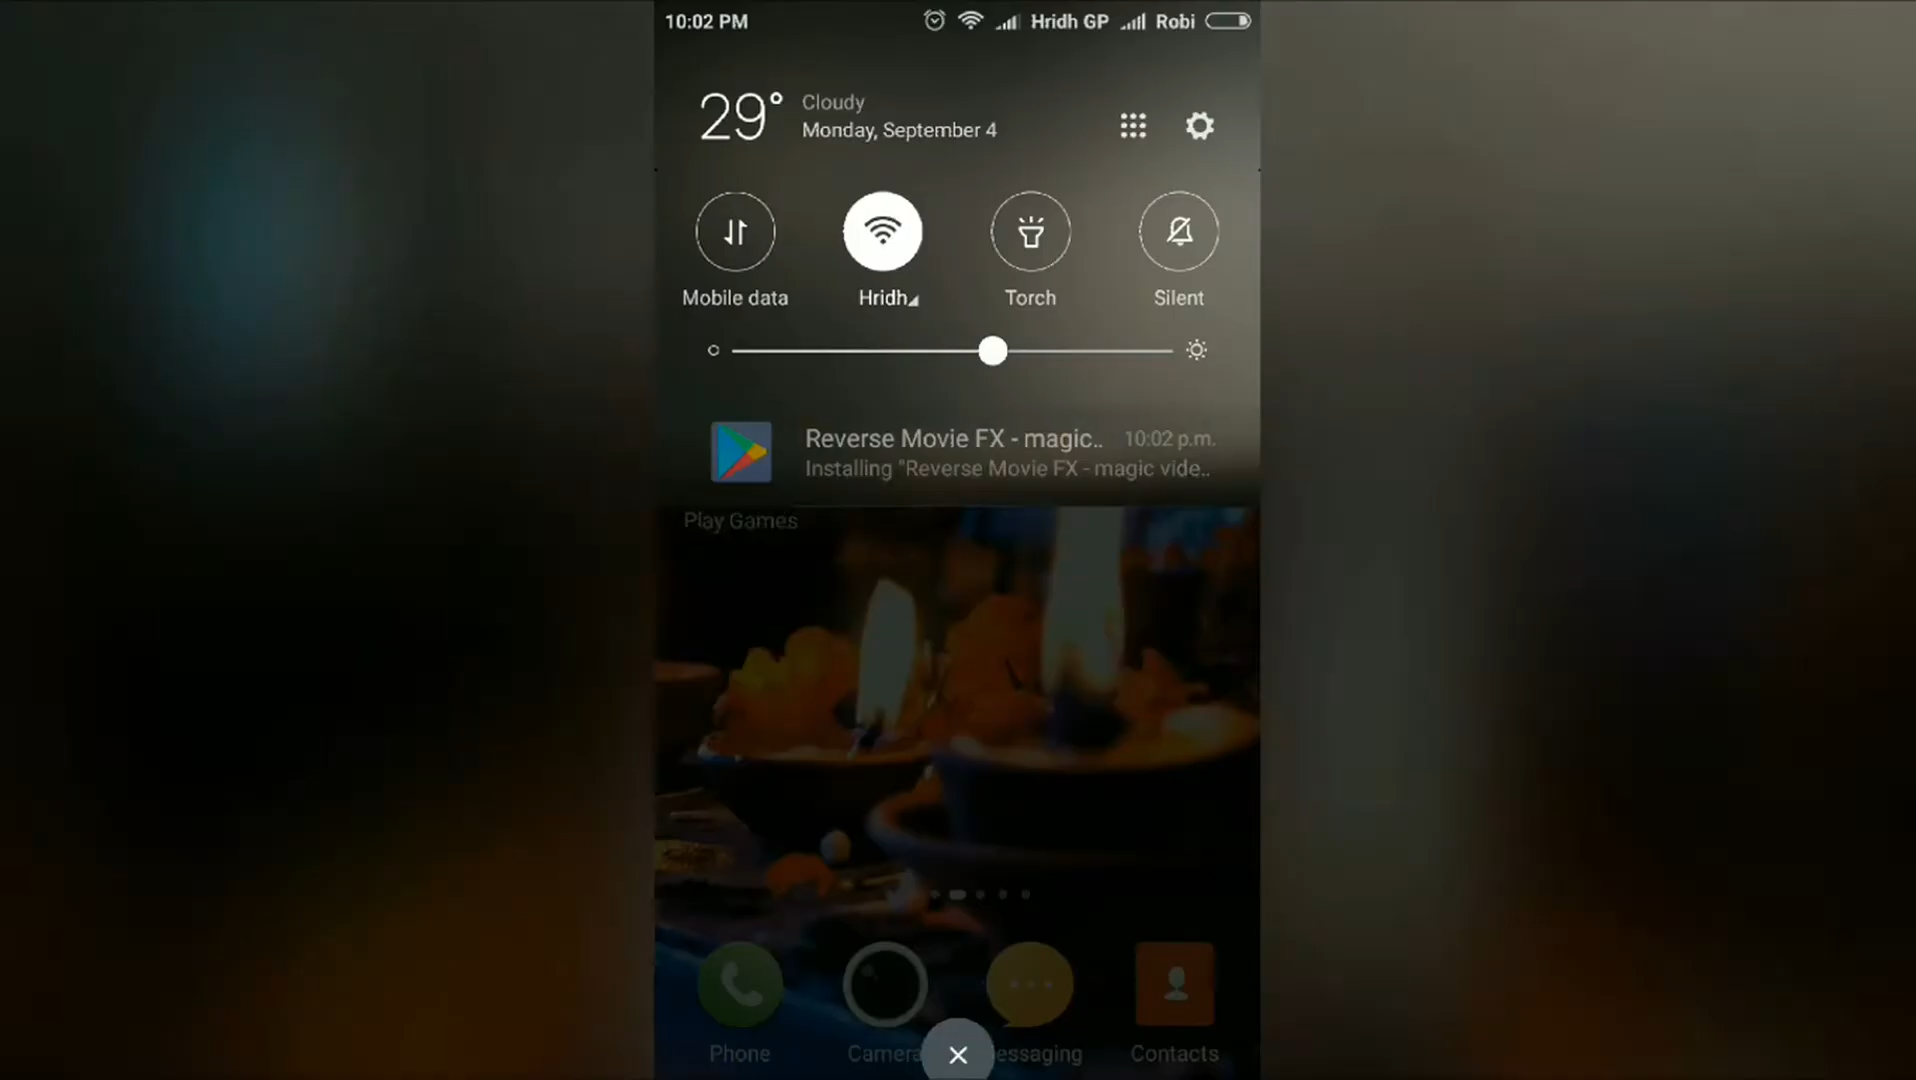 10:02 PM Hridh GP Robi
29° Cloudy
Monday, September 4
Mobile data Hridh Torch Silent
Reverse Movie FX - magic.. 10:02 p.m.
Installing "Reverse Movie FX - magic vide..
Play Games
Phone Camera essaging Contacts